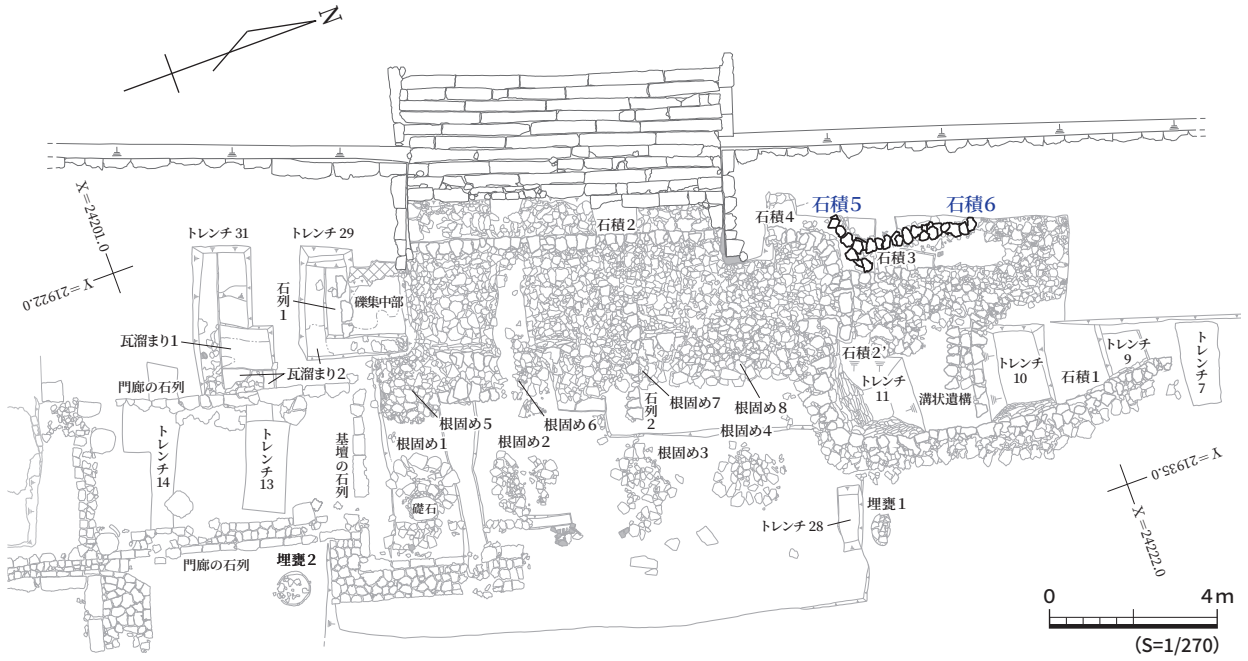 N
X=24201.0
Y=21922.0
トレンチ31
トレンチ29
石列1
礫集中部
瓦溜まり1
瓦溜まり2
門廊の石列
トレンチ14
トレンチ13
基壇の石列
門廊の石列
埋甕2
石積2
石積4
石積5
石積6
石積3
石積2’
トレンチ
11
溝状遺構
トレンチ
10
トレンチ
9
石積1
トレンチ7
根固め5
根固め1
根固め2
根固め6
石列2
根固め7
根固め8
根固め4
根固め3
礎石
トレンチ28
埋甕1
Y=21935.0
X=24222.0
0 4m
(S=1/270)